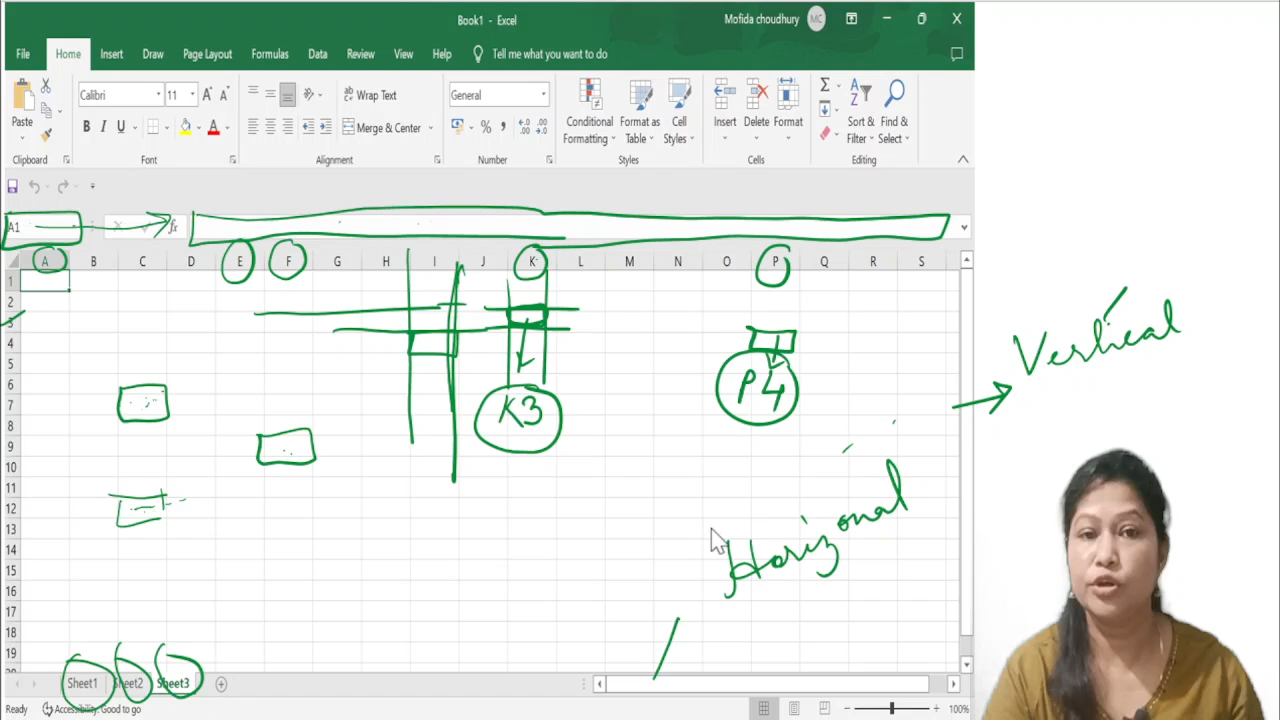 Book1 - Excel
Mofida choudhury MC
File Home Insert Draw Page Layout Formulas Data Review View Help Tell me what you want to do
Calibri 11 Wrap Text General
Paste B I U Merge & Center % Conditional Formatting Format as Table Cell Styles Insert Delete Format Sort & Filter Find & Select
Clipboard Font Alignment Number Styles Cells Editing
A1 fx
A B C D E F G H I J K L M N O P Q R S
1
2
3
4
5
6
7
8
9
10
11
12
13
14
15
16
17
18
19
K3
P4
Vertical
Horizonal
Sheet1 Sheet2 Sheet3
Ready Accessibility: Good to go 100%